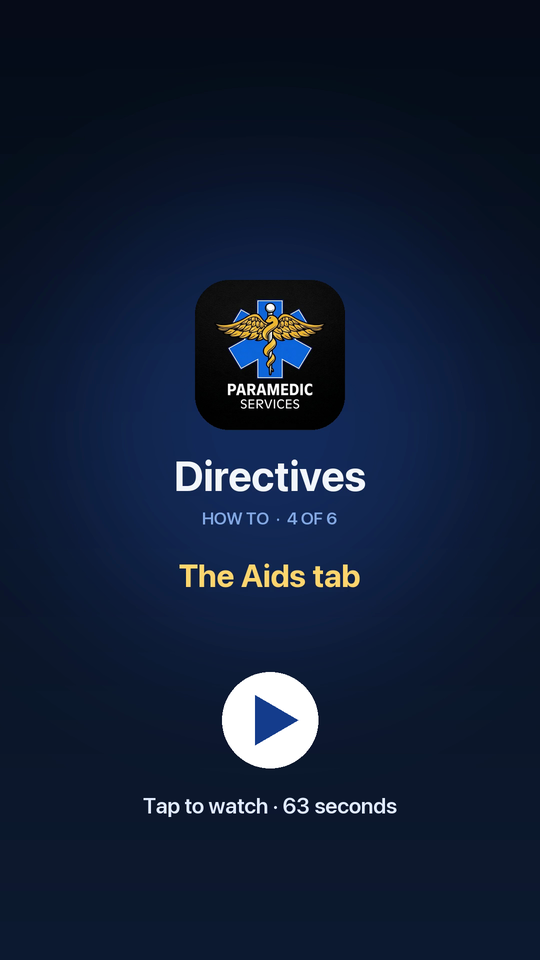 PARAMEDIC
SERVICES
Directives
HOW TO · 4 OF 6
The Aids tab
Tap to watch · 63 seconds